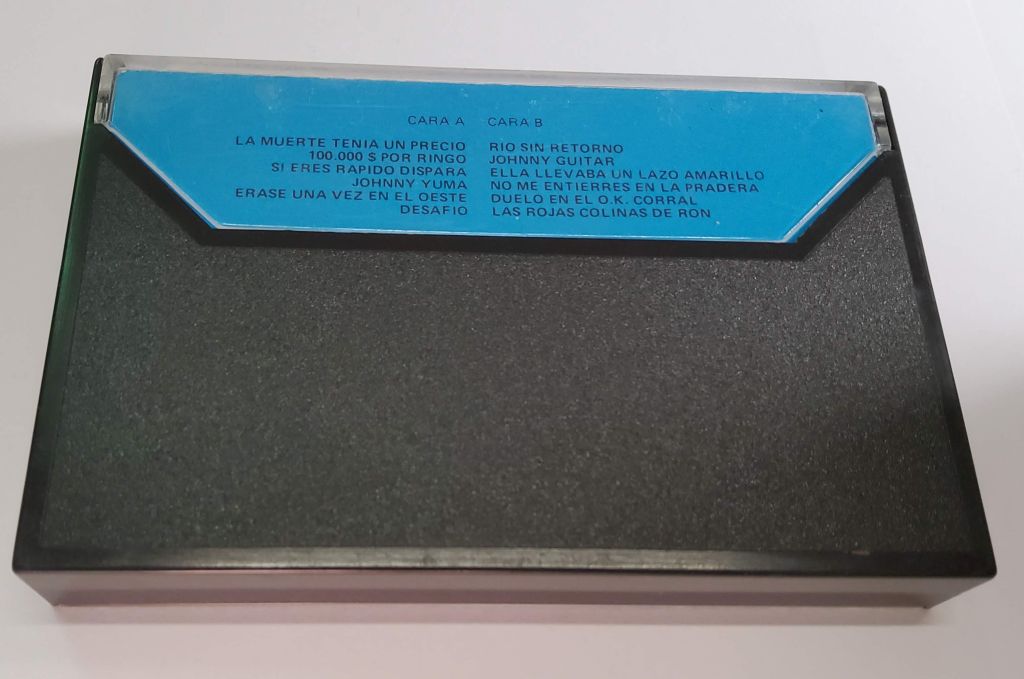 CARA A
LA MUERTE TENIA UN PRECIO
100.000 $ POR RINGO
SI ERES RAPIDO DISPARA
JOHNNY YUMA
ERASE UNA VEZ EN EL OESTE
DESAFIO
CARA B
RIO SIN RETORNO
JOHNNY GUITAR
ELLA LLEVABA UN LAZO AMARILLO
NO ME ENTIERRES EN LA PRADERA
DUELO EN EL O.K. CORRAL
LAS ROJAS COLINAS DE RON